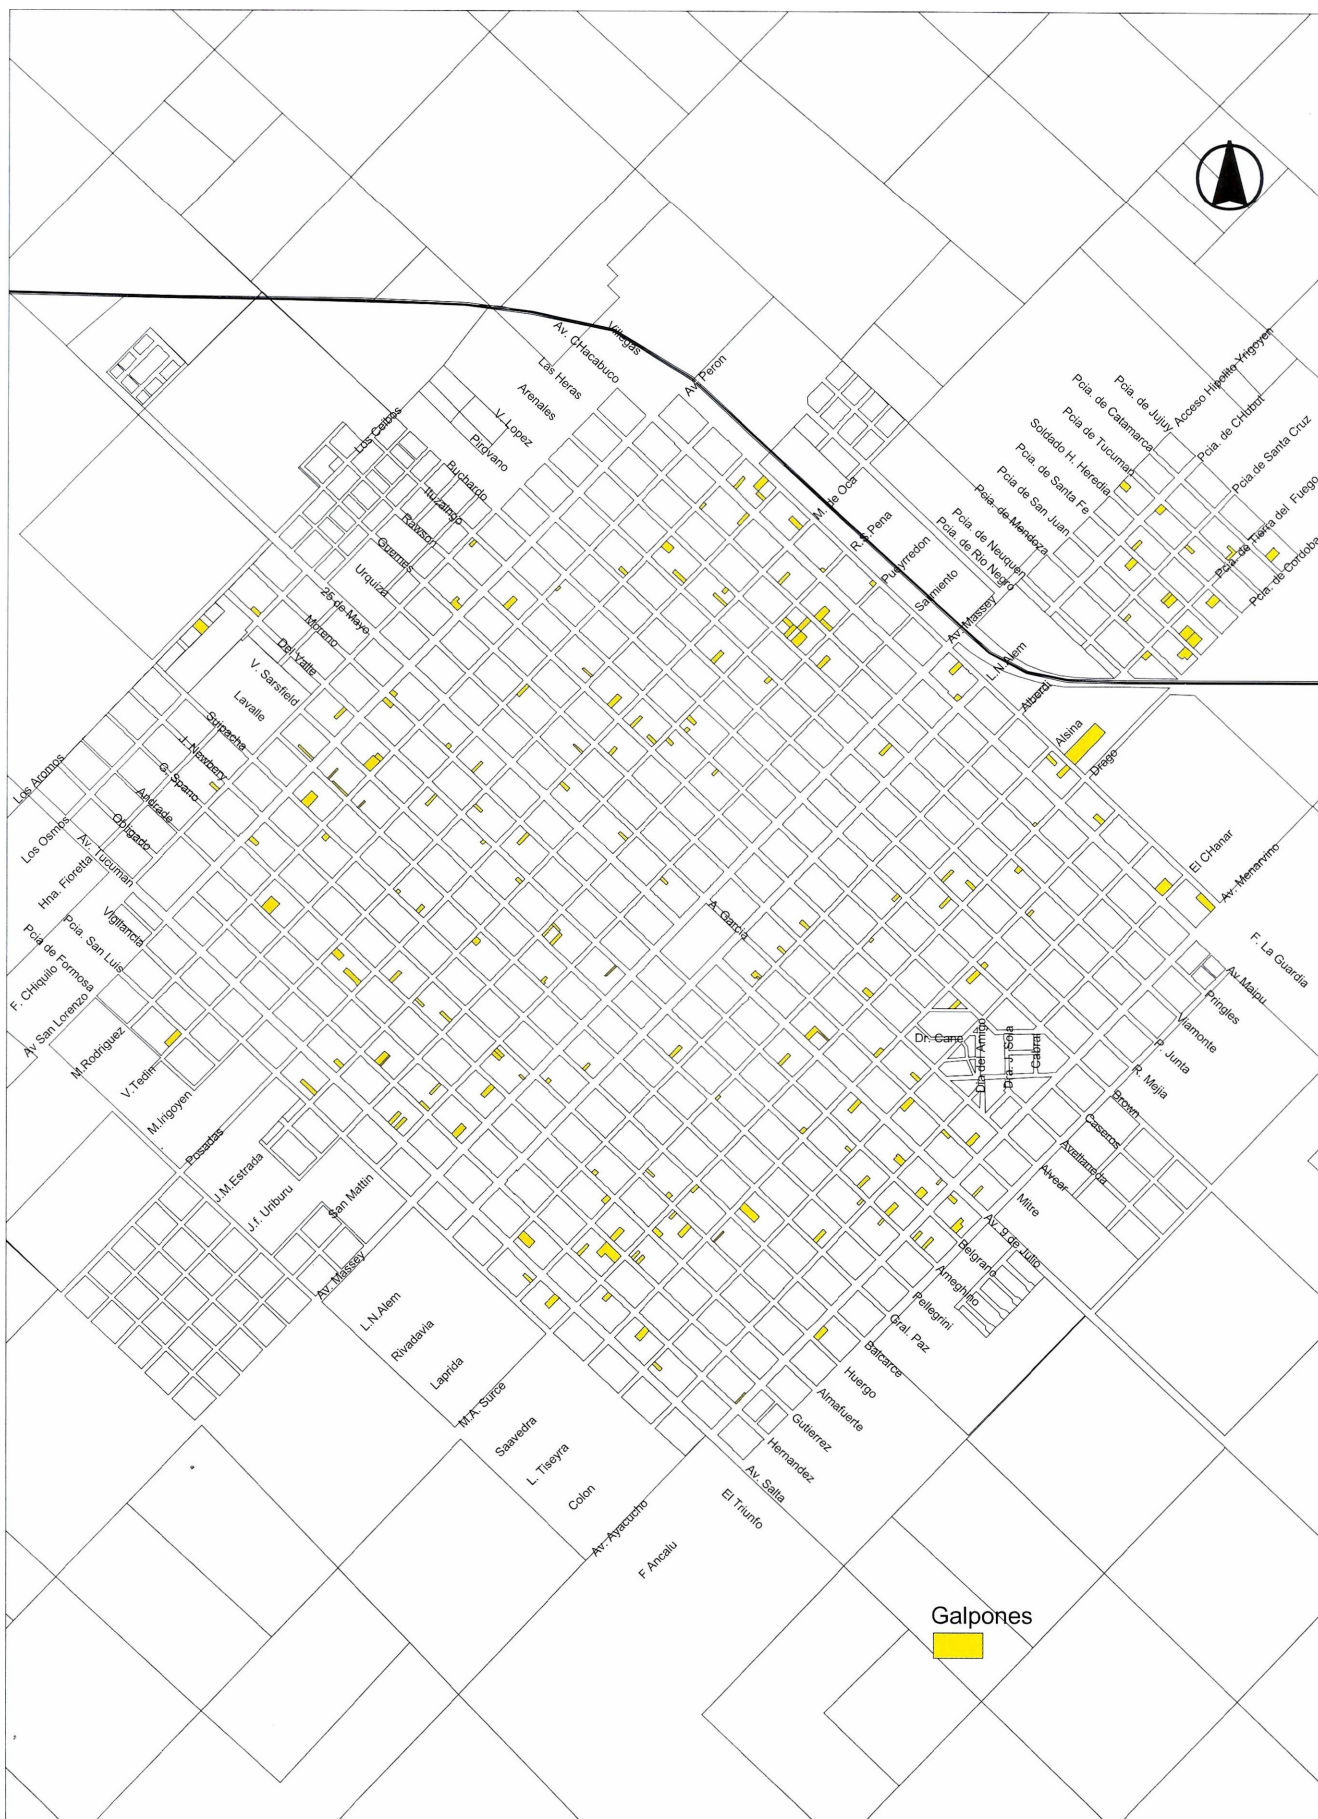 Villegas
Av. CHacabuco
Las Heras
Arenales
V. Lopez
Pirovano
Buchardo
Ituzaingo
Rawson
Guemes
Urquiza
25 de Mayo
Moreno
Del Valle
V. Sarsfield
Lavalle
Suipacha
J. Newbery
G. Spano
Andrade
Obligado
Av. Tucuman
Los Ceibos
Av. Peron
M. de Oca
R.S.Pena
Pueyrredon
Sarmiento
Av. Massey
L.N.Alem
Alberdi
Alsina
Drago
El CHanar
Av. Menarvino
F. La Guardia
Pcia. de Jujuy
Pcia. de Catamarca
Pcia de Tucuman
Soldado H. Heredia
Pcia. de Santa Fe
Pcia de San Juan
Pcia. de Mendoza
Pcia. de Neuquen
Pcia. de Rio Negro
Acceso Hipolito Yrigoyen
Pcia. de CHubut
Pcia.de Santa Cruz
Pcia. de Tierra del Fuego
Pcia. de Cordoba
Los Aromos
Los Osmos
Hna. Fioretta
Vigilancia
Pcia. San Luis
Pcia de Formosa
F. CHiquilo
Av San Lorenzo
M.Rodriguez
V.Tedin
M.Irigoyen
Posadas
J.M.Estrada
J.f. Uriburu
San Mattin
Av. Massey
L.N.Alem
Rivadavia
Laprida
M.A. Surce
Saavedra
L. Tiseyra
Colon
Av. Ayacucho
F Ancalu
A. Garcia
Dr. Cane
Dia del Amigo
Dra. J. Sola
Cabral
Av.Maipu
Pringles
Viamonte
P. Junta
R. Mejia
Brown
Caseros
Avellaneda
Alvear
Mitre
Av. 9 de Julio
Belgrano
Ameghino
Pellegrini
Gral. Paz
Balcarce
Huergo
Almafuerte
Gutierrez
Hernandez
Av. Salta
El Triunfo
Galpones